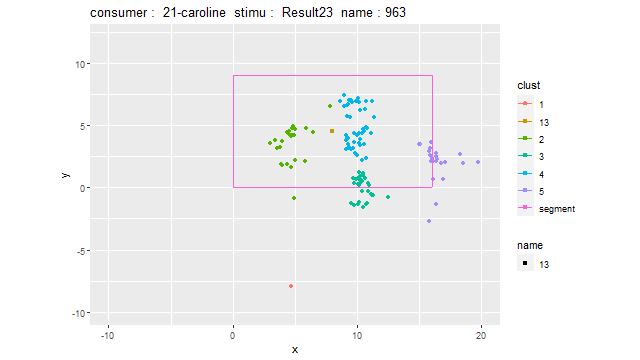 consumer :  21-caroline  stimu :  Result23  name : 963
10
5
0
-5
-10
y
-10
0
10
20
x
clust
1
13
2
3
4
5
segment
name
13